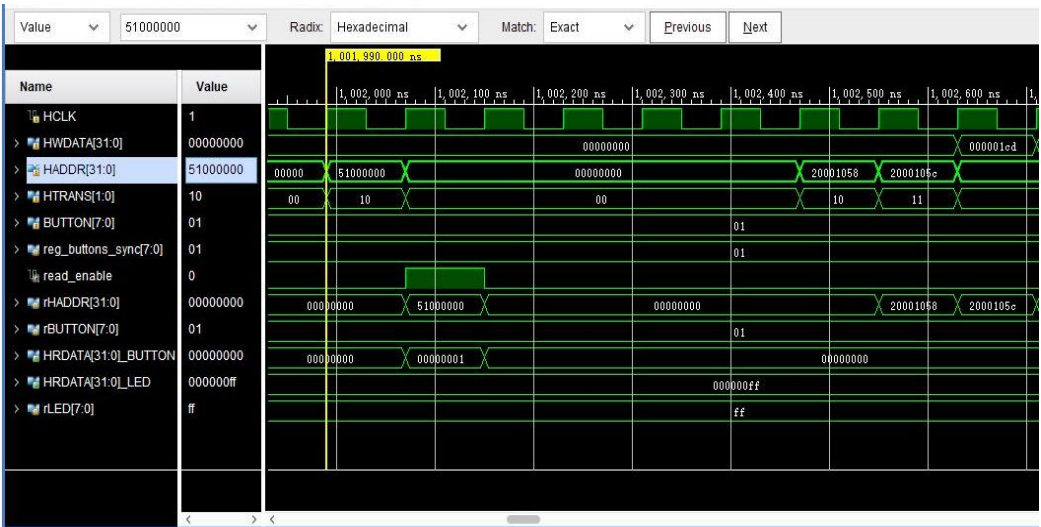 Value 51000000 Radix: Hexadecimal Match: Exact Previous Next
1,001,990.000 ns
Name Value
1,002,000 ns 1,002,100 ns 1,002,200 ns 1,002,300 ns 1,002,400 ns 1,002,500 ns 1,002,600 ns 1,
HCLK 1
HWDATA[31:0] 00000000 00000000 000001cd
HADDR[31:0] 51000000 00000 51000000 00000000 20001058 2000105c
HTRANS[1:0] 10 00 10 00 10 11
BUTTON[7:0] 01 01
reg_buttons_sync[7:0] 01 01
read_enable 0
rHADDR[31:0] 00000000 00000000 51000000 00000000 20001058 2000105c
rBUTTON[7:0] 01 01
HRDATA[31:0]_BUTTON 00000000 00000000 00000001 00000000
HRDATA[31:0]_LED 000000ff 000000ff
rLED[7:0] ff ff